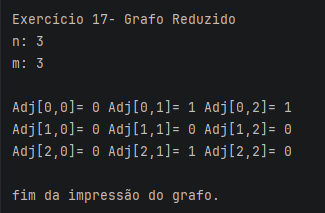 Exercício 17- Grafo Reduzido
n: 3
m: 3
Adj[0,0]= 0 Adj[0,1]= 1 Adj[0,2]= 1
Adj[1,0]= 0 Adj[1,1]= 0 Adj[1,2]= 0
Adj[2,0]= 0 Adj[2,1]= 1 Adj[2,2]= 0
fim da impressão do grafo.